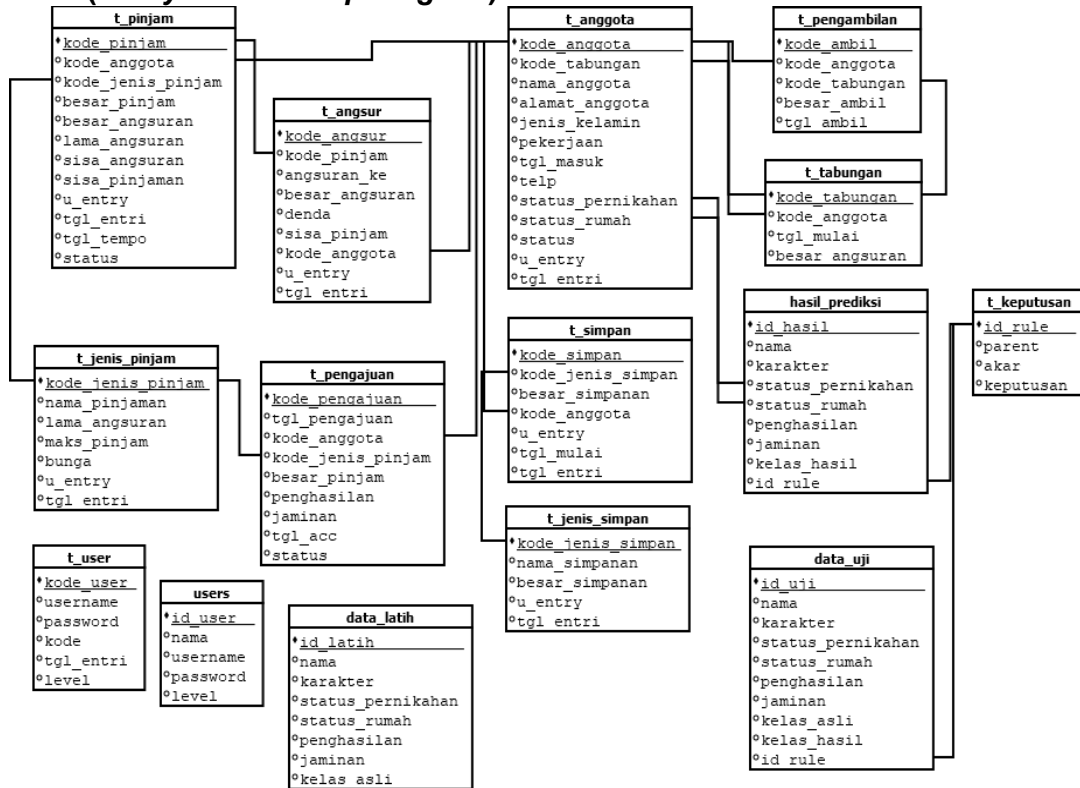 t_pinjam
kode_pinjam
kode_anggota
kode_jenis_pinjam
besar_pinjam
besar_angsuran
lama_angsuran
sisa_angsuran
sisa_pinjaman
u_entry
tgl_entri
tgl_tempo
status
t_angsur
kode_angsur
kode_pinjam
angsuran_ke
besar_angsuran
denda
sisa_pinjam
kode_anggota
u_entry
tgl_entri
t_anggota
kode_anggota
kode_tabungan
nama_anggota
alamat_anggota
jenis_kelamin
pekerjaan
tgl_masuk
telp
status_pernikahan
status_rumah
status
u_entry
tgl_entri
t_pengambilan
kode_ambil
kode_anggota
kode_tabungan
besar_ambil
tgl_ambil
t_tabungan
kode_tabungan
kode_anggota
tgl_mulai
besar_angsuran
t_jenis_pinjam
kode_jenis_pinjam
nama_pinjaman
lama_angsuran
maks_pinjam
bunga
u_entry
tgl_entri
t_pengajuan
kode_pengajuan
tgl_pengajuan
kode_anggota
kode_jenis_pinjam
besar_pinjam
penghasilan
jaminan
tgl_acc
status
t_simpan
kode_simpan
kode_jenis_simpan
besar_simpanan
kode_anggota
u_entry
tgl_mulai
tgl_entri
hasil_prediksi
id_hasil
nama
karakter
status_pernikahan
status_rumah
penghasilan
jaminan
kelas_hasil
id_rule
t_keputusan
id_rule
parent
akar
keputusan
t_user
kode_user
username
password
kode
tgl_entri
level
users
id_user
nama
username
password
level
data_latih
id_latih
nama
karakter
status_pernikahan
status_rumah
penghasilan
jaminan
kelas_asli
t_jenis_simpan
kode_jenis_simpan
nama_simpanan
besar_simpanan
u_entry
tgl_entri
data_uji
id_uji
nama
karakter
status_pernikahan
status_rumah
penghasilan
jaminan
kelas_asli
kelas_hasil
id_rule